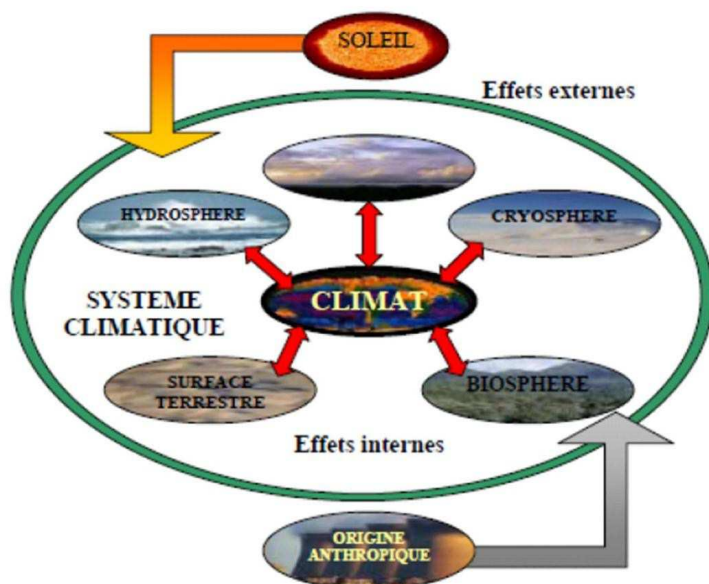 SOLEIL
Effets externes
HYDROSPHERE
CRYOSPHERE
CLIMAT
SYSTEME
CLIMATIQUE
SURFACE
TERRESTRE
BIOSPHERE
Effets internes
ORIGINE
ANTHROPIQUE